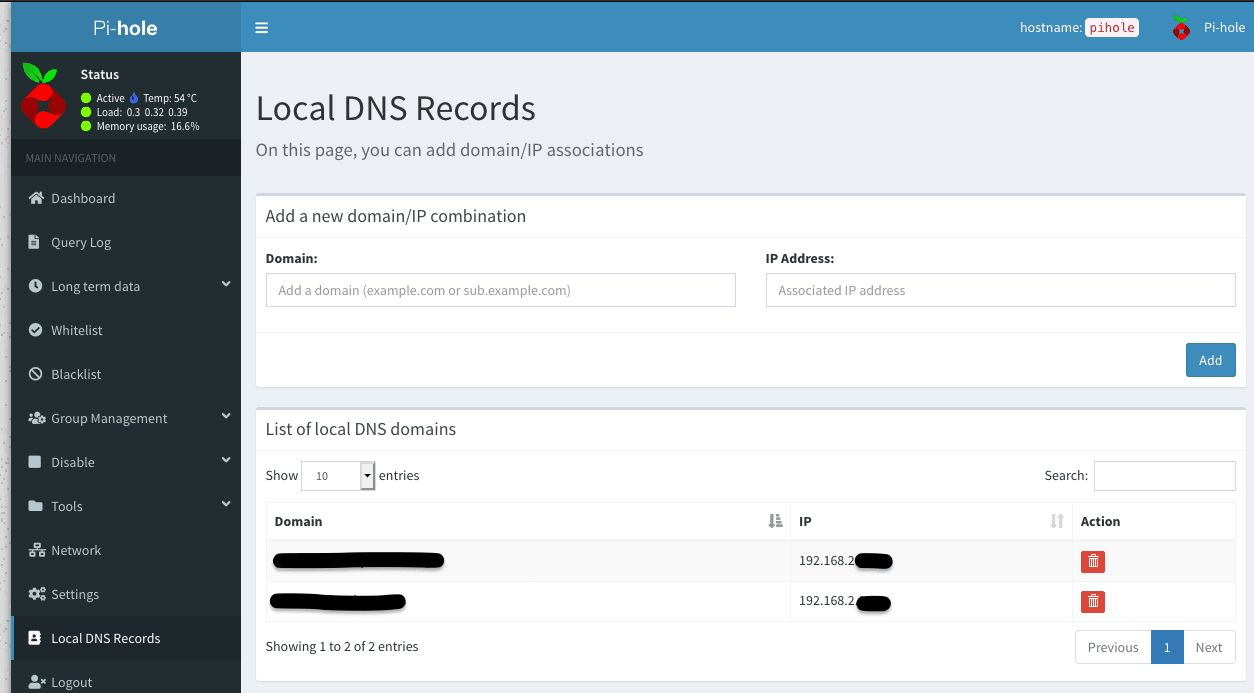 Pi-hole
hostname: pihole
Pi-hole
Status
Active Temp: 54 °C
Load: 0.3 0.32 0.39
Memory usage: 16.6%
MAIN NAVIGATION
Dashboard
Query Log
Long term data
Whitelist
Blacklist
Group Management
Disable
Tools
Network
Settings
Local DNS Records
Logout
Local DNS Records
On this page, you can add domain/IP associations
Add a new domain/IP combination
Domain: IP Address:
Add a domain (example.com or sub.example.com) Associated IP address
Add
List of local DNS domains
Show 10 entries Search:
Domain IP Action
192.168.2
192.168.2.
Showing 1 to 2 of 2 entries
Previous 1 Next